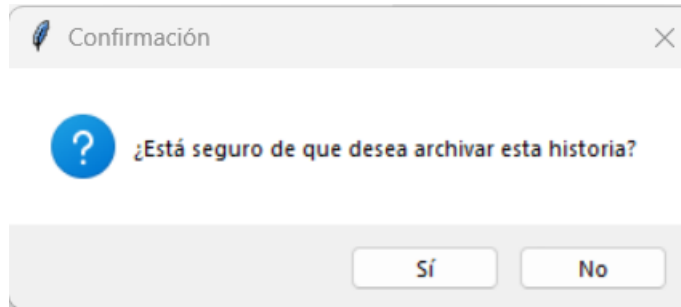 Confirmación
¿Está seguro de que desea archivar esta historia?
Sí
No